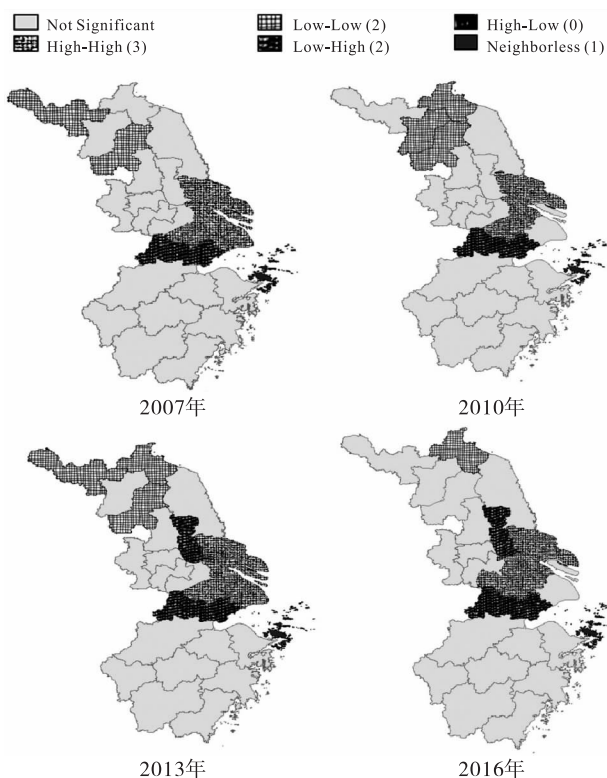 Not Significant Low-Low (2) High-Low (0)
High-High (3) Low-High (2) Neighborless (1)
2007年 2010年
2013年 2016年